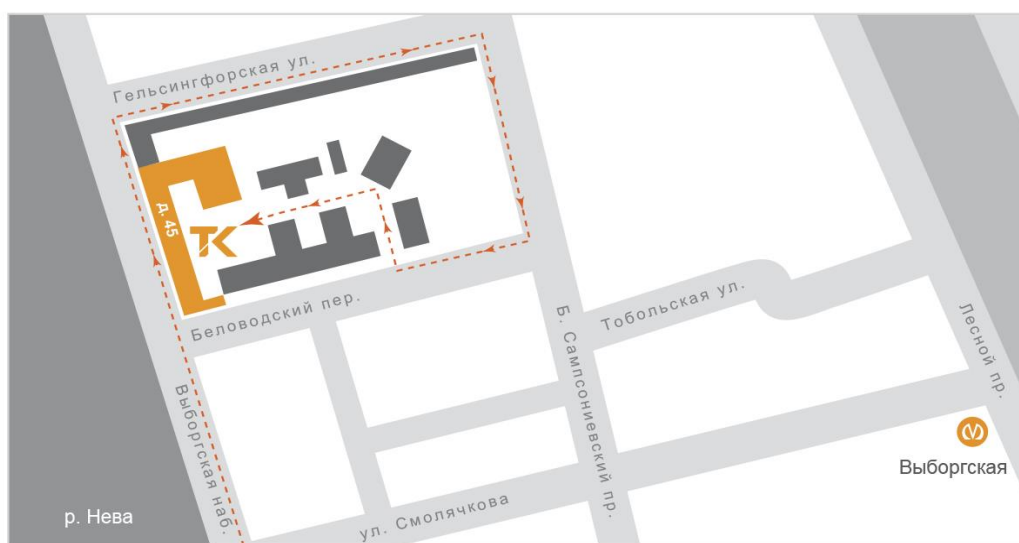 Гельсингфорская ул.
д. 45
ТК
Беловодский пер.
Тобольская ул.
Б. Сампсониевский пр.
Лесной пр.
Выборгская наб.
Выборгская
ул. Смолячкова
р. Нева